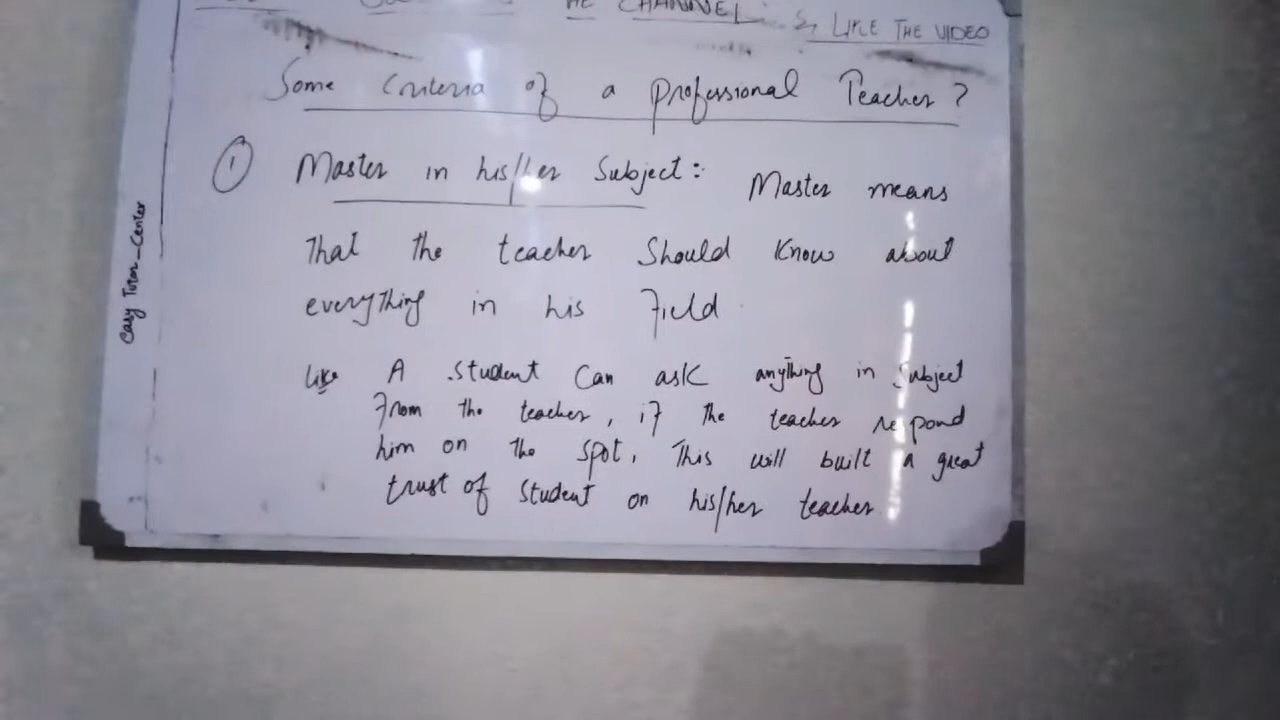 THE CHANNEL & LIKE THE VIDEO
Some Criteria of a professional Teacher?
① Master in his/her Subject: Master means
That the teacher Should Know about
everything in his Field
Like A student Can ask anything in subject
From the teacher, if the teacher respond
him on the spot. This will built a great
trust of student on his/her teacher
Easy Tutor_Center